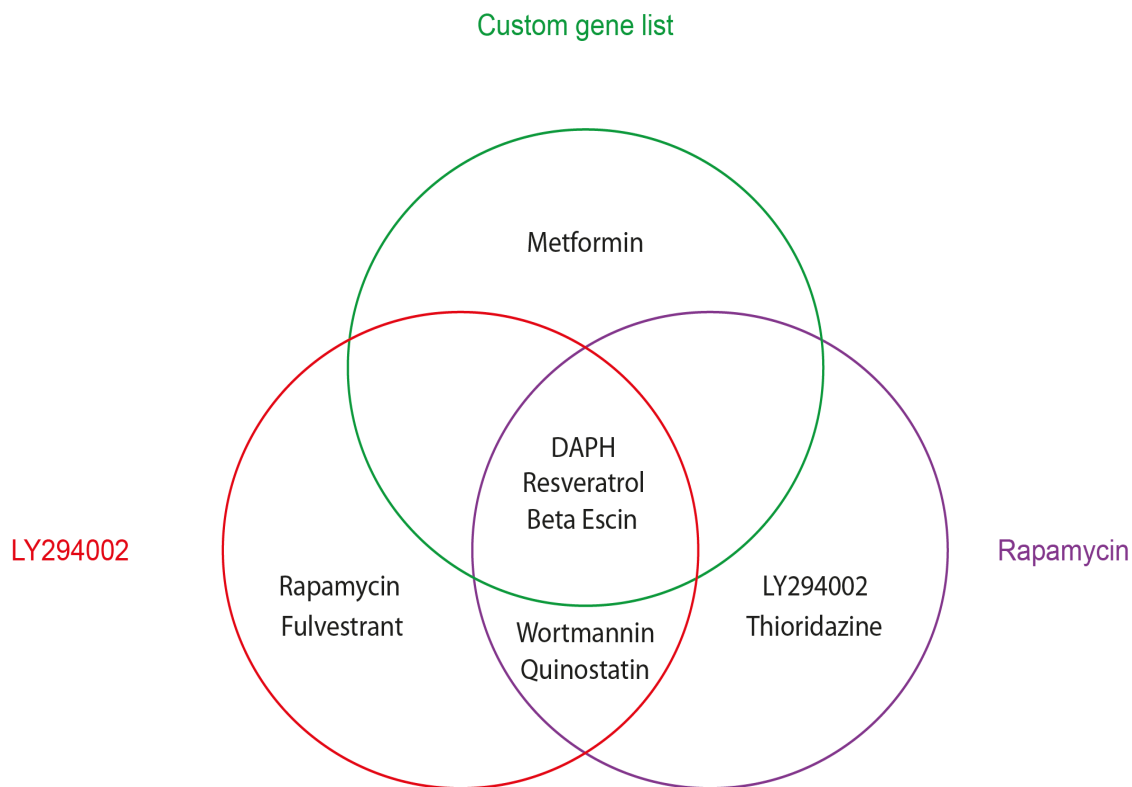 Custom gene list
Metformin
DAPH
Resveratrol
Beta Escin
LY294002
Rapamycin
Rapamycin
Fulvestrant
LY294002
Thioridazine
Wortmannin
Quinostatin